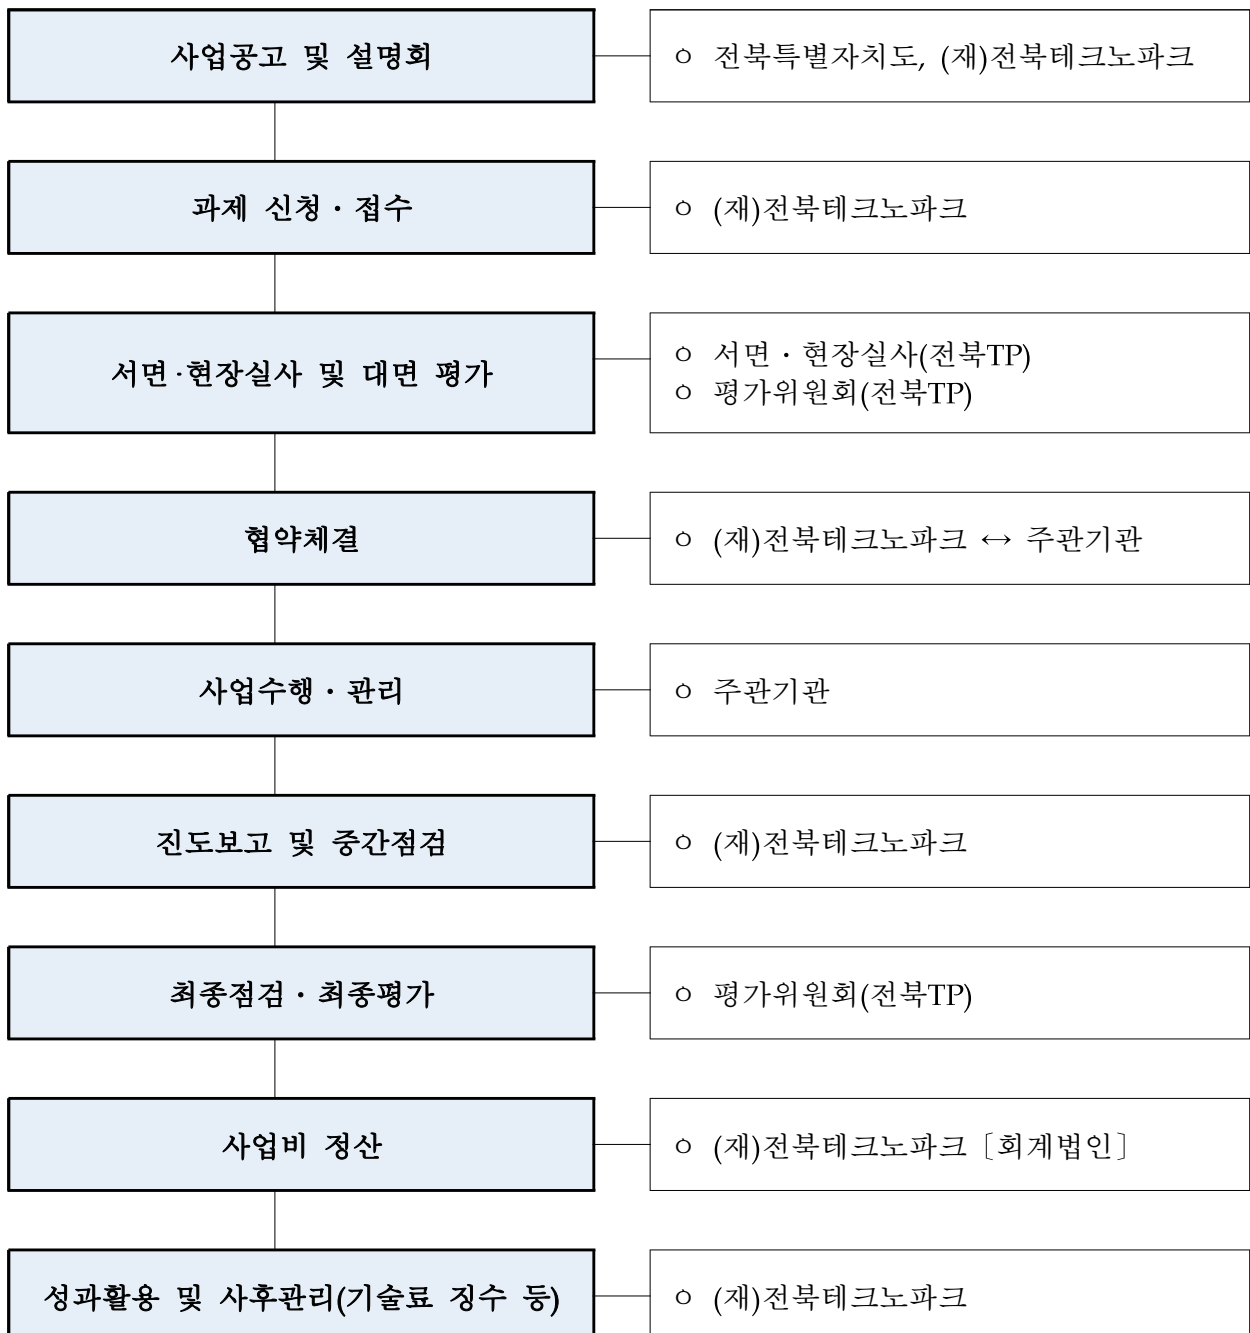 사업공고 및 설명회
ㅇ 전북특별자치도, (재)전북테크노파크
과제 신청 · 접수
ㅇ (재)전북테크노파크
서면·현장실사 및 대면 평가
ㅇ 서면 · 현장실사(전북TP)
ㅇ 평가위원회(전북TP)
협약체결
ㅇ (재)전북테크노파크 ↔ 주관기관
사업수행 · 관리
ㅇ 주관기관
진도보고 및 중간점검
ㅇ (재)전북테크노파크
최종점검 · 최종평가
ㅇ 평가위원회(전북TP)
사업비 정산
ㅇ (재)전북테크노파크 [회계법인]
성과활용 및 사후관리(기술료 징수 등)
ㅇ (재)전북테크노파크